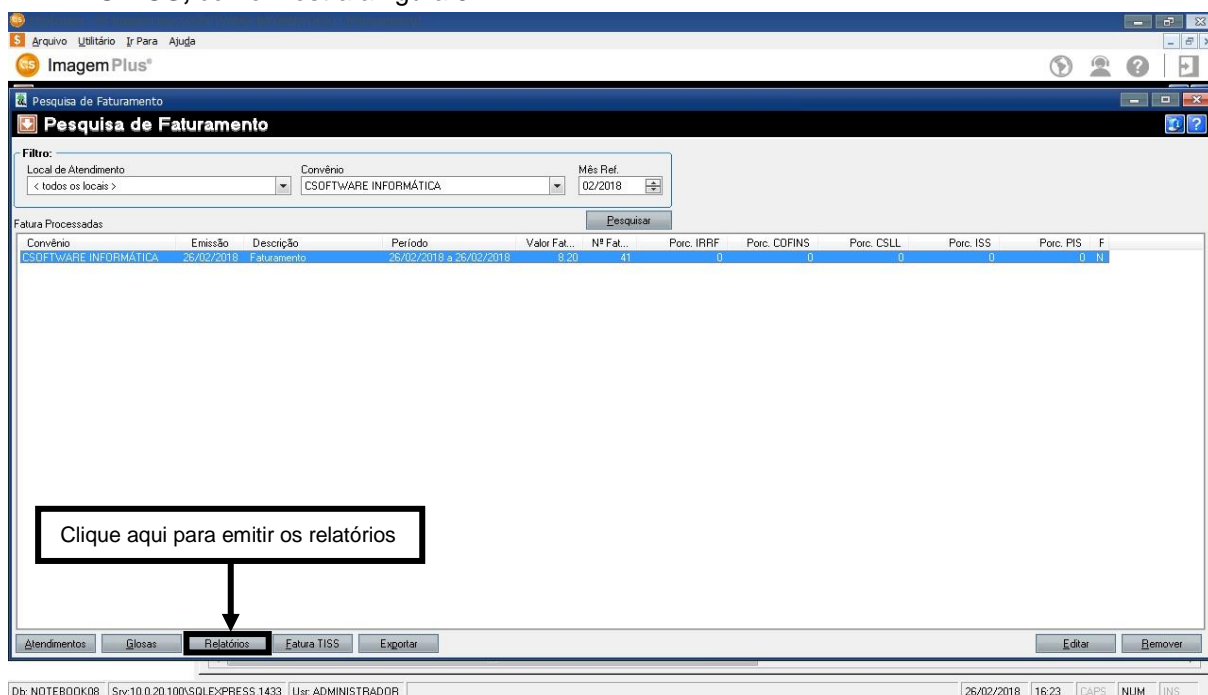 Arquivo Utilitário Ir Para Ajuda
ImagemPlus®
Pesquisa de Faturamento
Pesquisa de Faturamento
Filtro:
Local de Atendimento Convênio Mês Ref.
< todos os locais > CSOFTWARE INFORMÁTICA 02/2018
Fatura Processadas Pesquisar
Convênio Emissão Descrição Período Valor Fat... Nº Fat... Porc. IRRF Porc. COFINS Porc. CSLL Porc. ISS Porc. PIS F
CSOFTWARE INFORMÁTICA 26/02/2018 Faturamento 26/02/2018 a 26/02/2018 8.20 41 0 0 0 0 0 N
Clique aqui para emitir os relatórios
Atendimentos Glosas Relatórios Fatura TISS Exportar Editar Remover
Db: NOTEBOOK08 Srv:10.0.20.100\SQLEXPRESS,1433 Usr: ADMINISTRADOR 26/02/2018 16:23 CAPS NUM INS